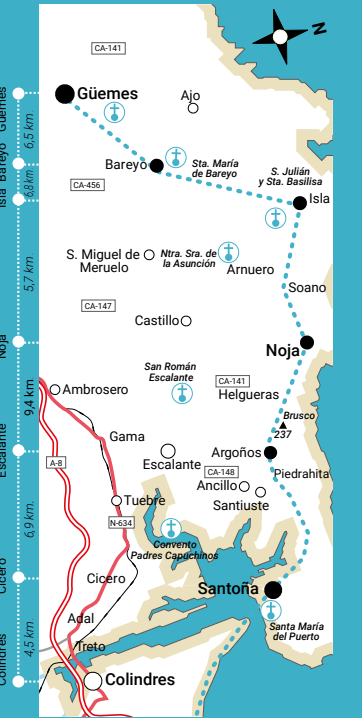 CA-141
N
Güemes
Güemes
Ajo
6,5 km.
Bareyo
Bareyo
Sta. María
de Bareyo
S. Julián
y Sta. Basilisa
6,8 km.
CA-456
Isla
Isla
S. Miguel de
Meruelo
Ntra. Sra. de
la Asunción
Arnuero
5,7 km.
Soano
CA-147
Castillo
Noja
Noja
San Román
Escalante
CA-141
Helgueras
9,4 km.
Ambrosero
Brusco
237
Gama
Argoños
Escalante
Escalante
A-8
CA-148
Piedrahita
Ancillo
Santiuste
Tuebre
N-634
6,9 km.
Convento
Padres Capuchinos
Cicero
Cicero
Santoña
Adal
Santa María
del Puerto
4,5 km.
Treto
Colindres
Colindres